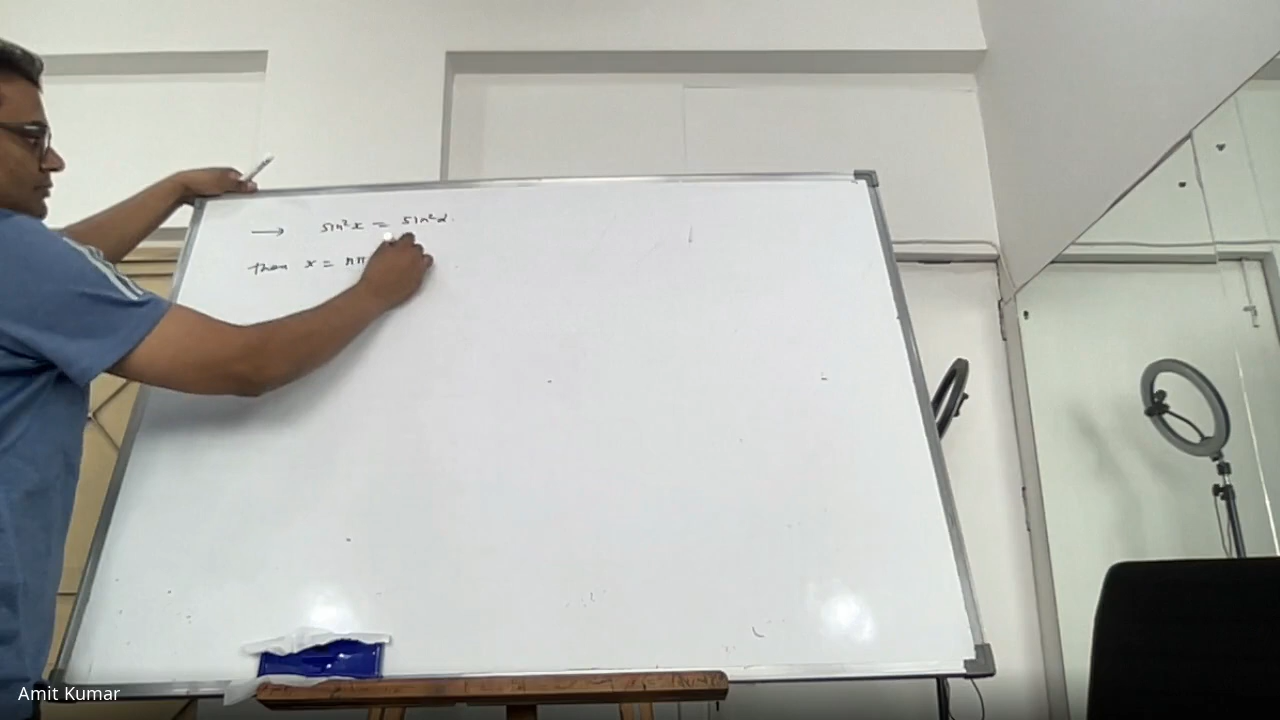 → sin²x = sin²α.
then x = nπ
Amit Kumar